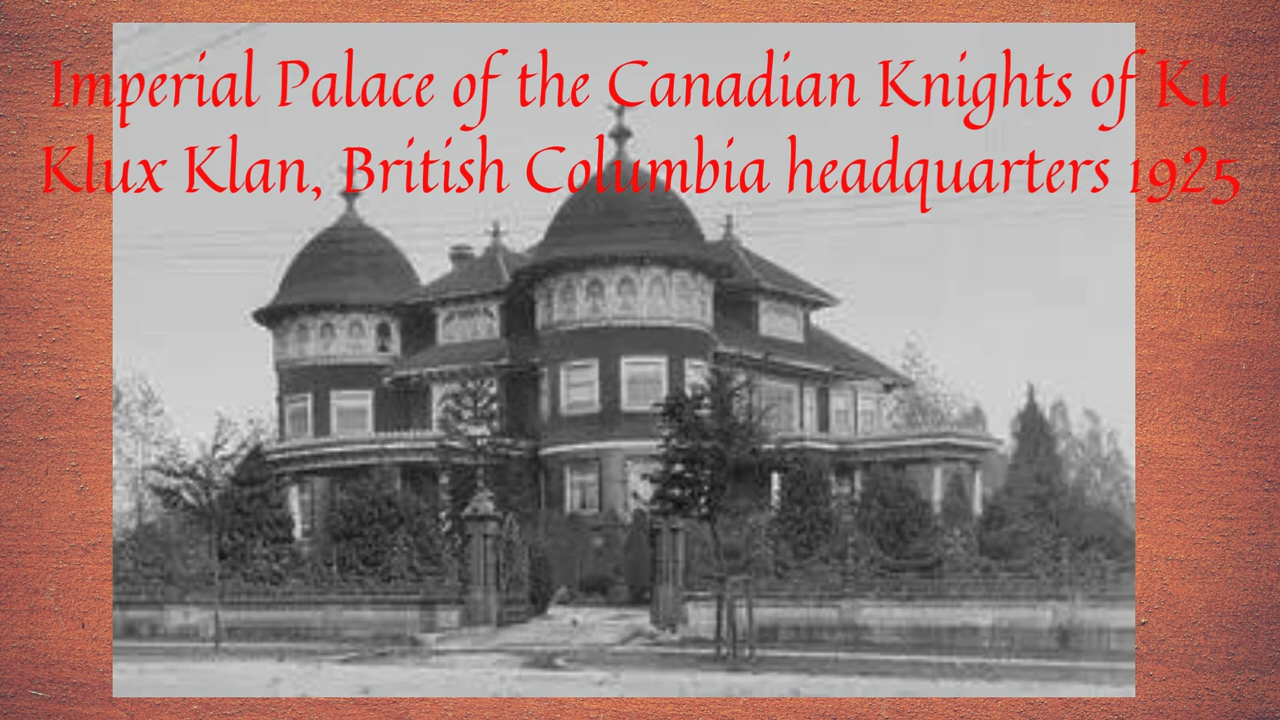 Imperial Palace of the Canadian Knights of Ku
Klux Klan, British Columbia headquarters 1925